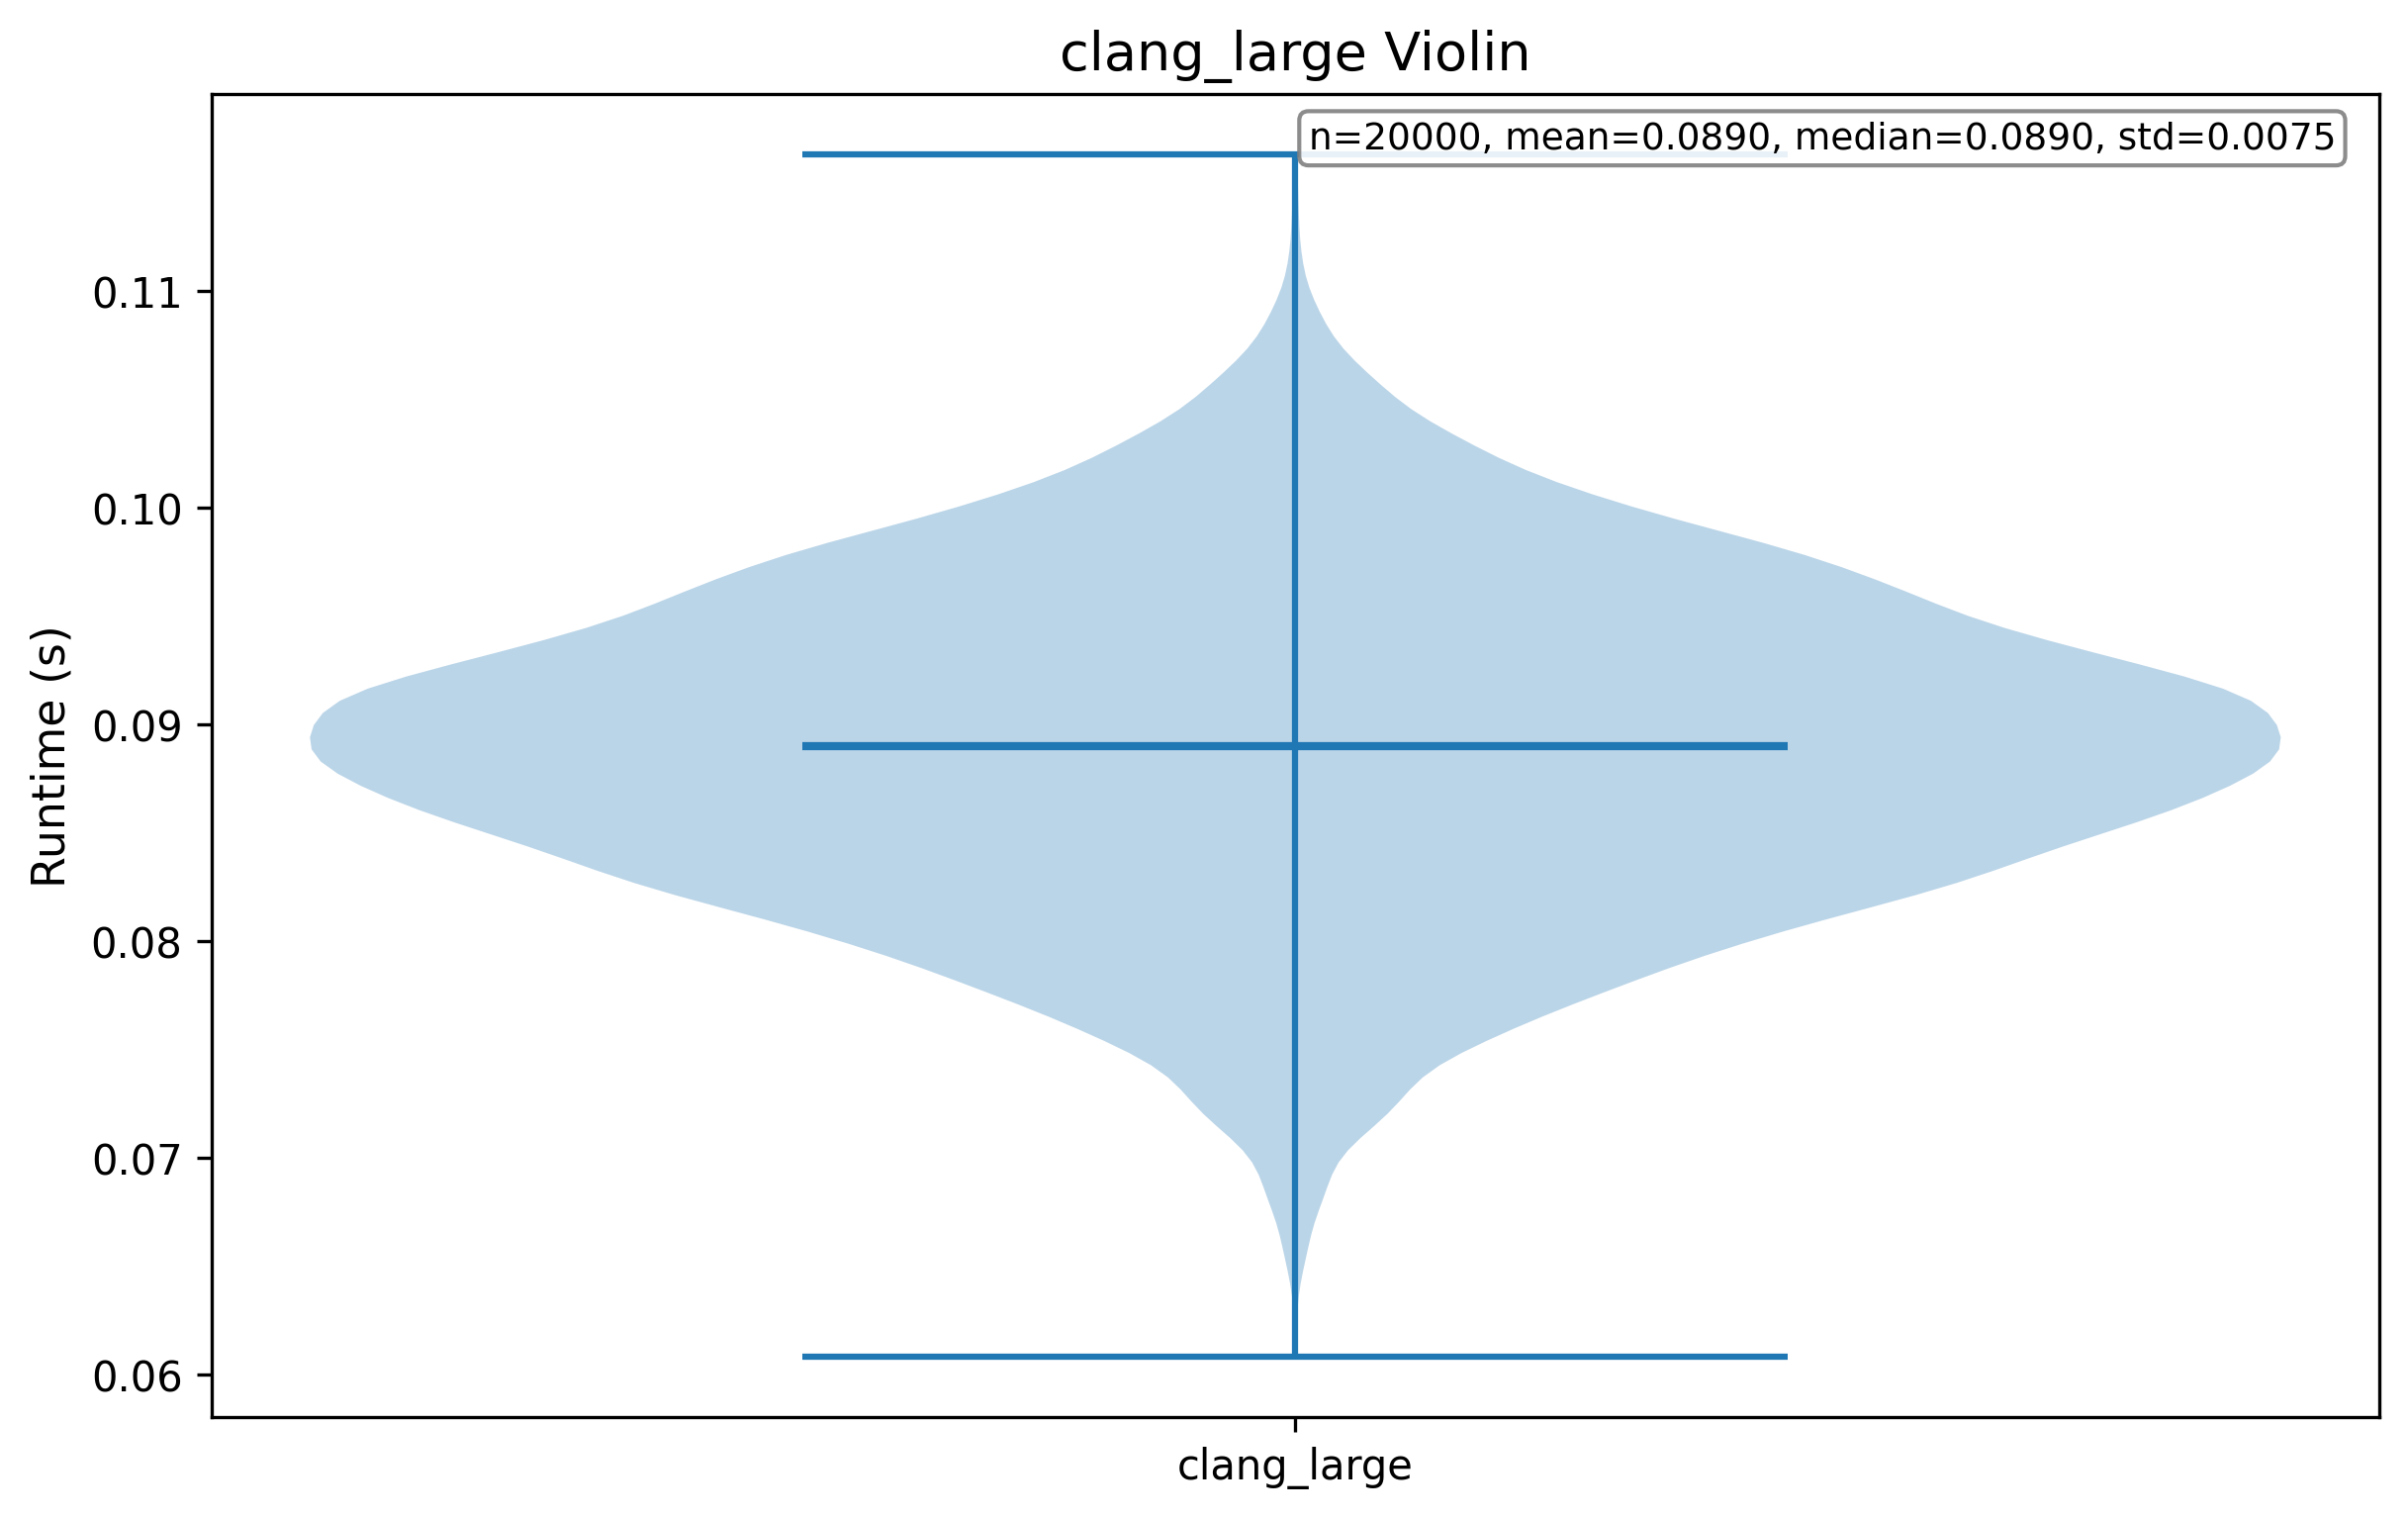 clang_large Violin
n=20000, mean=0.0890, median=0.0890, std=0.0075
0.11
0.10
0.09
0.08
0.07
0.06
Runtime (s)
clang_large